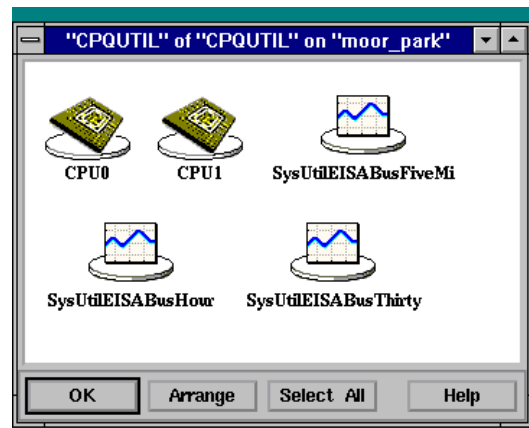 "CPQUTIL" of "CPQUTIL" on "moor_park"
CPU0 CPU1 SysUtilEISABusFiveMi
SysUtilEISABusHour SysUtilEISABusThirty
OK Arrange Select All Help